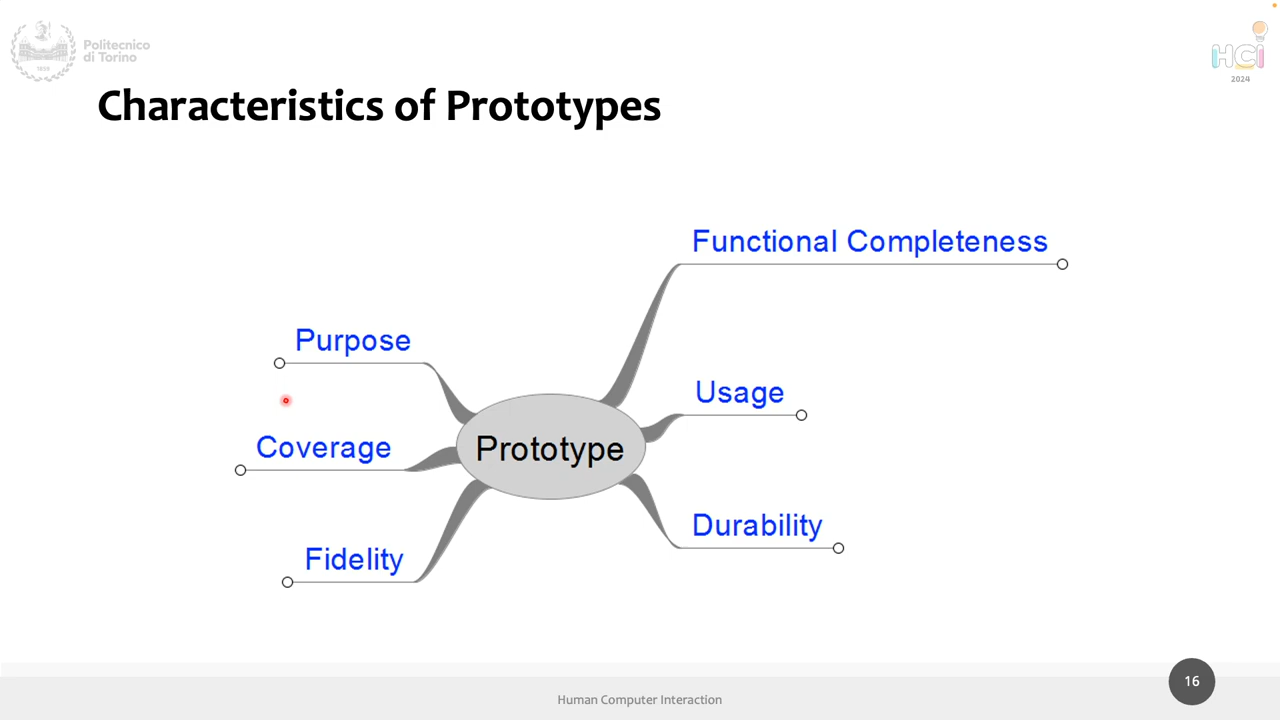 Politecnico
di Torino
1859
HCI
2024
Characteristics of Prototypes
Functional Completeness
Purpose
Usage
Coverage
Prototype
Durability
Fidelity
16
Human Computer Interaction